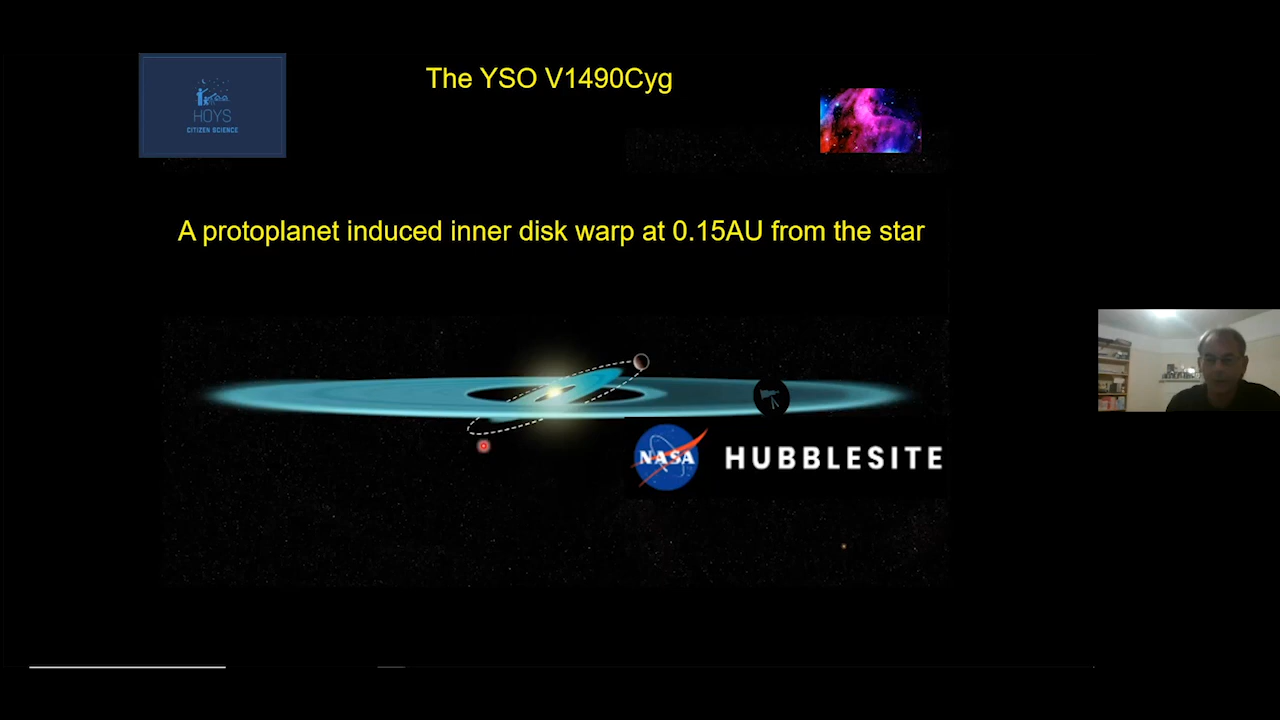 The YSO V1490Cyg
HOYS
CITIZEN SCIENCE
A protoplanet induced inner disk warp at 0.15AU from the star
NASA HUBBLESITE